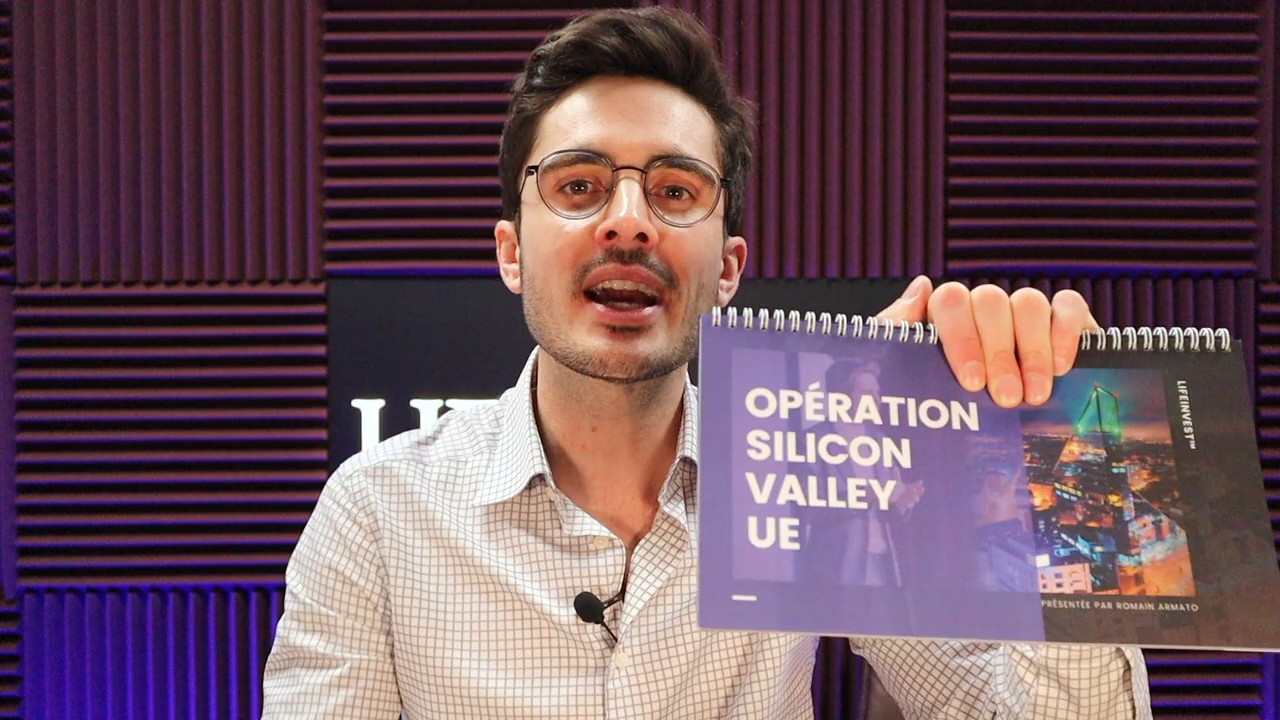 OPÉRATION
SILICON
VALLEY
UE
LIFEINVEST™
PRÉSENTÉE PAR ROMAIN ARMATO